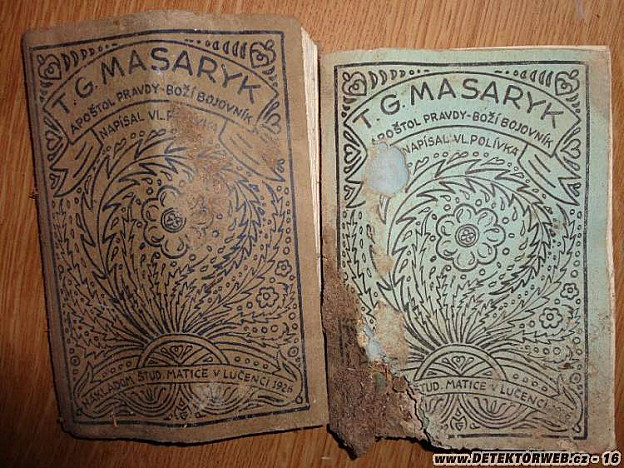 T. G. MASARYK
APOŠTOL PRAVDY-BOŽÍ BOJOVNÍK
NAPÍSAL VL. POLÍVKA
NÁKLADOM ŠTUD. MATICE V LUČENCI 1926
T. G. MASARYK
APOŠTOL PRAVDY-BOŽÍ BOJOVNÍK
NAPÍSAL VL. POLÍVKA
ŠTUD. MATICE V LUČENCI
www.DETEKTORWEB.cz - 16